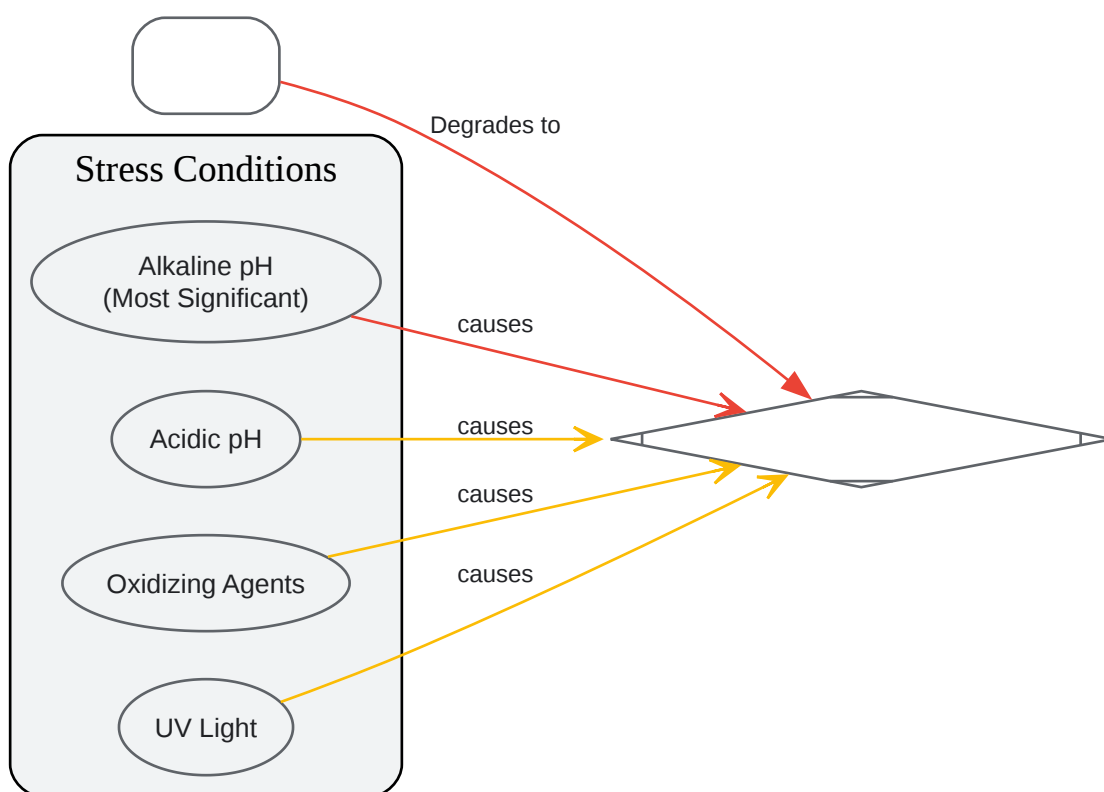 Degrades to
Stress Conditions
Alkaline pH
(Most Significant)
causes
Acidic pH
causes
causes
Oxidizing Agents
causes
UV Light